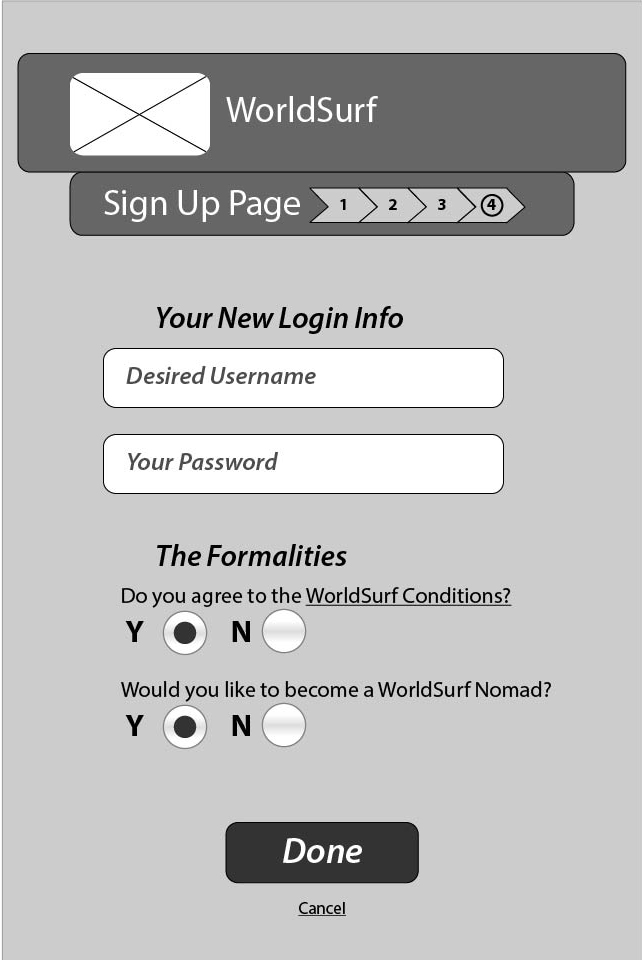 WorldSurf
Sign Up Page 1 2 3 4
Your New Login Info
Desired Username
Your Password
The Formalities
Do you agree to the WorldSurf Conditions?
Y N
Would you like to become a WorldSurf Nomad?
Y N
Done
Cancel